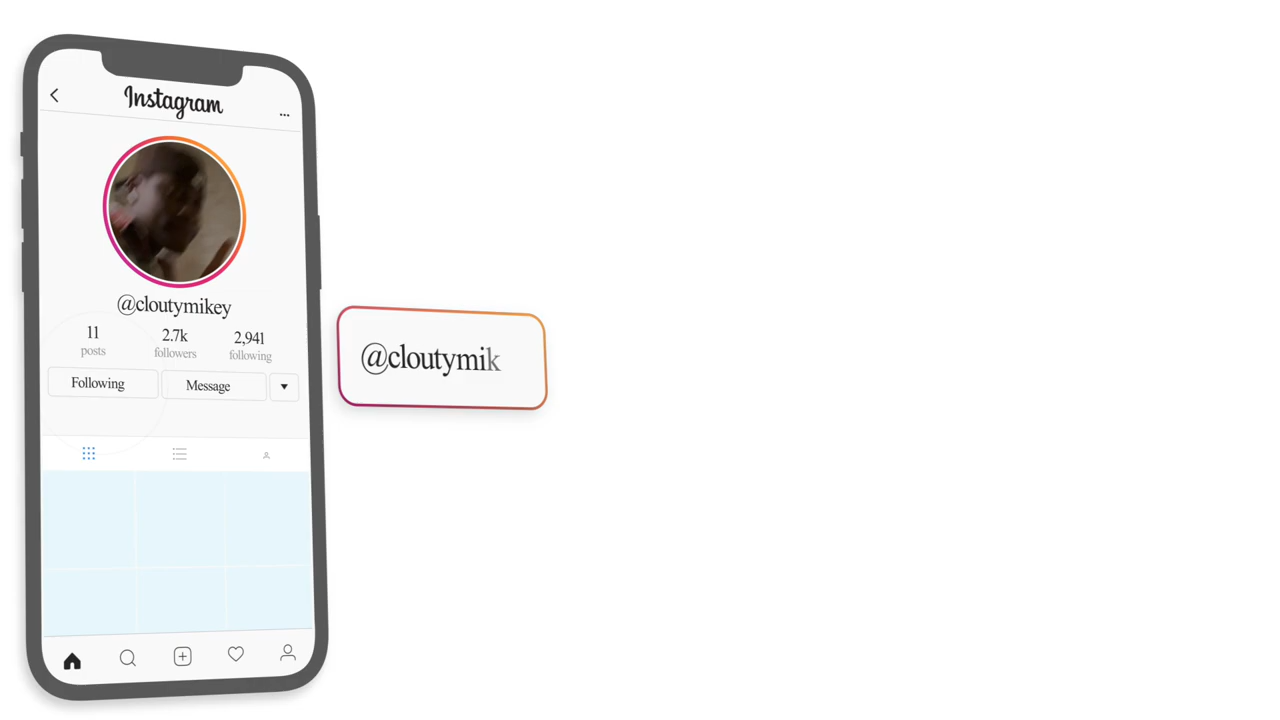 Instagram
...
@cloutymikey
11 2.7k 2,941
posts followers following
Following Message
@cloutymik